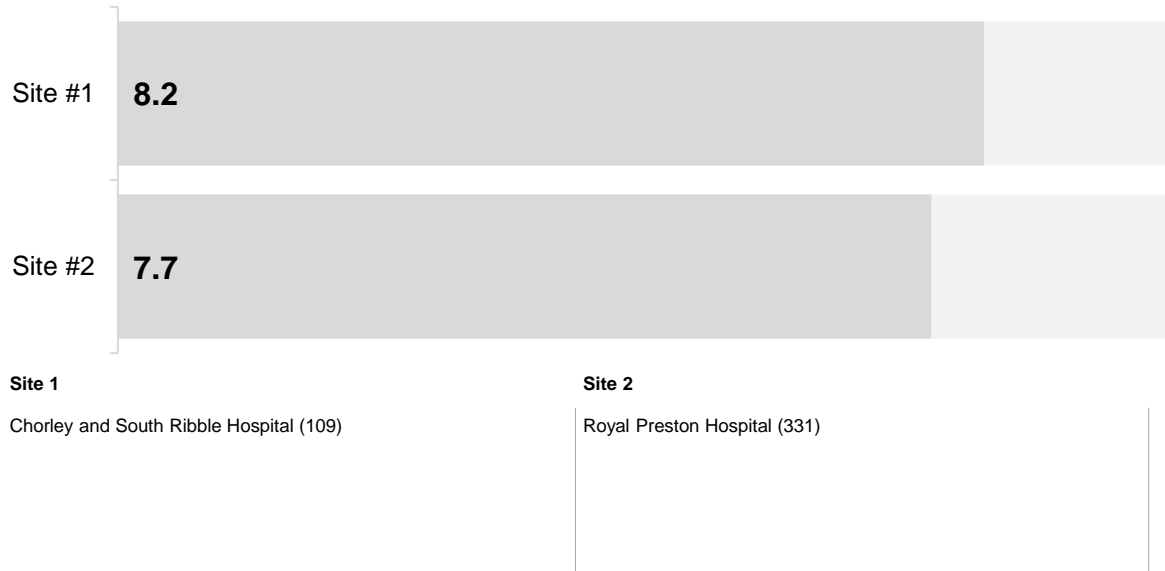 Site #1
8.2
Site #2
7.7
Site 1
Chorley and South Ribble Hospital (109)
Site 2
Royal Preston Hospital (331)